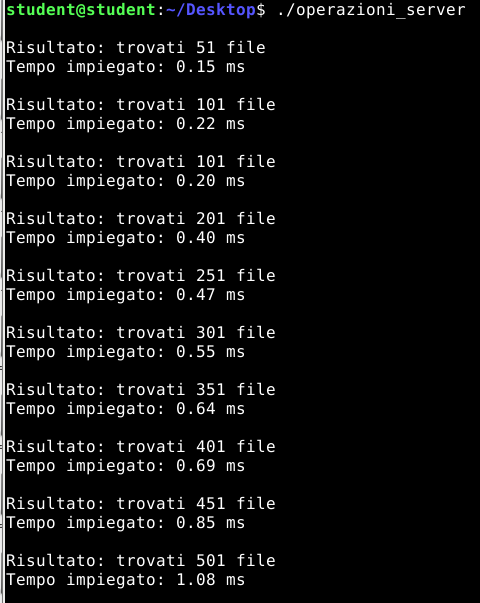 student@student:~/Desktop$ ./operazioni_server
Risultato: trovati 51 file
Tempo impiegato: 0.15 ms
Risultato: trovati 101 file
Tempo impiegato: 0.22 ms
Risultato: trovati 101 file
Tempo impiegato: 0.20 ms
Risultato: trovati 201 file
Tempo impiegato: 0.40 ms
Risultato: trovati 251 file
Tempo impiegato: 0.47 ms
Risultato: trovati 301 file
Tempo impiegato: 0.55 ms
Risultato: trovati 351 file
Tempo impiegato: 0.64 ms
Risultato: trovati 401 file
Tempo impiegato: 0.69 ms
Risultato: trovati 451 file
Tempo impiegato: 0.85 ms
Risultato: trovati 501 file
Tempo impiegato: 1.08 ms